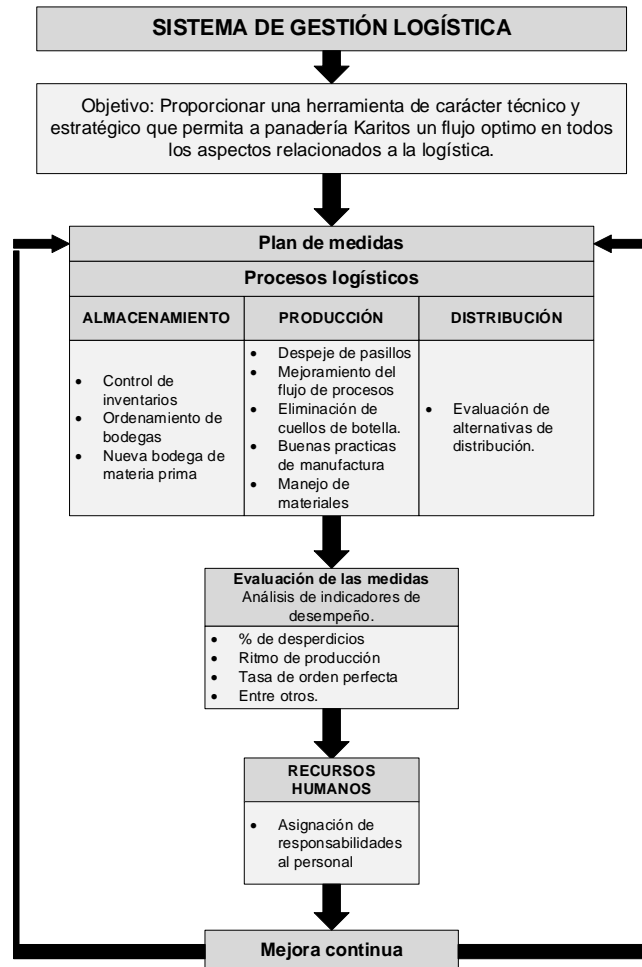 SISTEMA DE GESTIÓN LOGÍSTICA
Objetivo: Proporcionar una herramienta de carácter técnico y
estratégico que permita a panadería Karitos un flujo optimo en todos
los aspectos relacionados a la logística.
Plan de medidas
Procesos logísticos
ALMACENAMIENTO
• Control de
inventarios
• Ordenamiento de
bodegas
• Nueva bodega de
materia prima
PRODUCCIÓN
• Despeje de pasillos
• Mejoramiento del
flujo de procesos
• Eliminación de
cuellos de botella.
• Buenas practicas
de manufactura
• Manejo de
materiales
DISTRIBUCIÓN
• Evaluación de
alternativas de
distribución.
Evaluación de las medidas
Análisis de indicadores de
desempeño.
• % de desperdicios
• Ritmo de producción
• Tasa de orden perfecta
• Entre otros.
RECURSOS
HUMANOS
• Asignación de
responsabilidades
al personal
Mejora continua